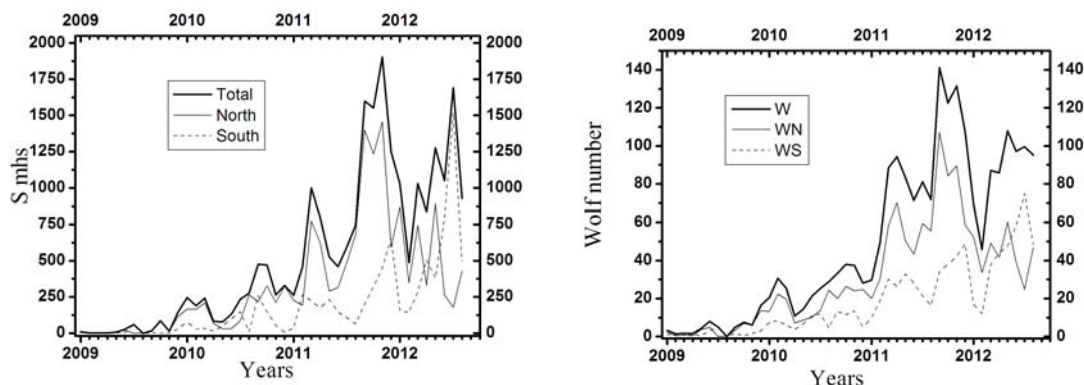 2009 2010 2011 2012
2000 2000
1750 1750
1500 1500
1250 1250
1000 1000
750 750
500 500
250 250
0 0
S mhs
Total
North
South
2009 2010 2011 2012
Years
2009 2010 2011 2012
140 140
120 120
100 100
80 80
60 60
40 40
20 20
0 0
Wolf number
W
WN
WS
2009 2010 2011 2012
Years